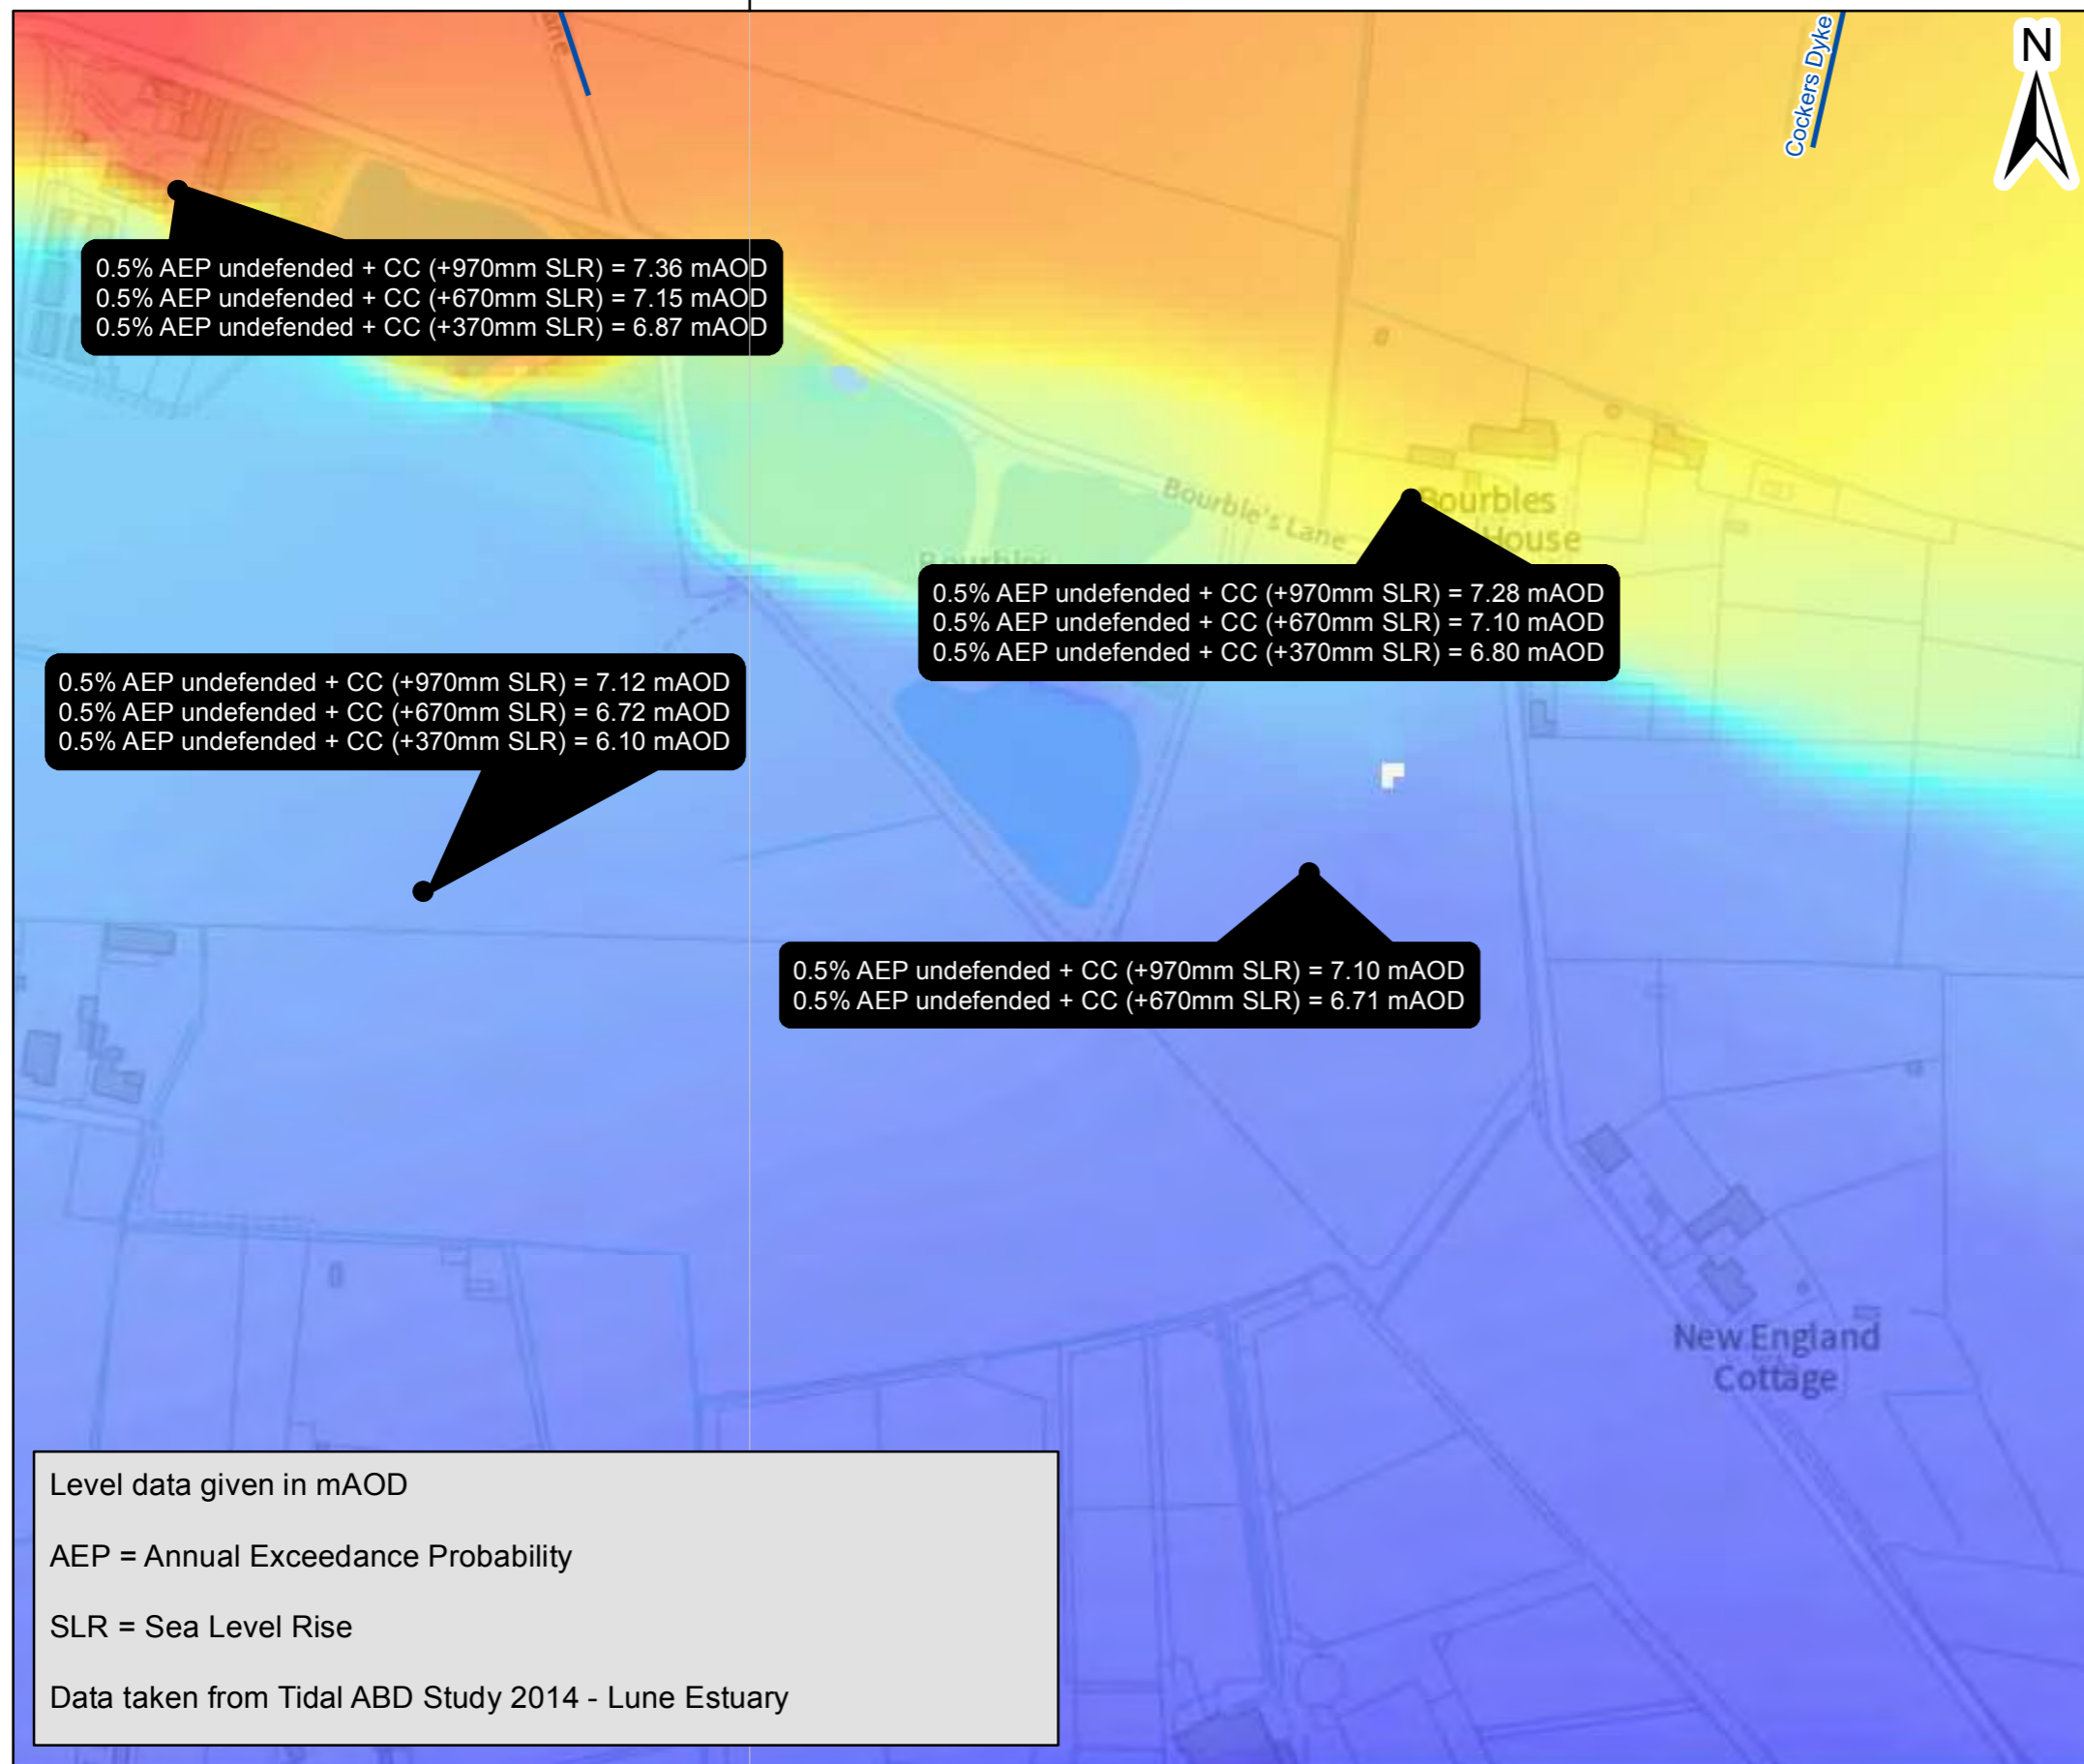 ane
Cockers Dyke
N
0.5% AEP undefended + CC (+970mm SLR) = 7.36 mAOD
0.5% AEP undefended + CC (+670mm SLR) = 7.15 mAOD
0.5% AEP undefended + CC (+370mm SLR) = 6.87 mAOD
Bourble's Lane
Bourbles
House
Bourbles
0.5% AEP undefended + CC (+970mm SLR) = 7.28 mAOD
0.5% AEP undefended + CC (+670mm SLR) = 7.10 mAOD
0.5% AEP undefended + CC (+370mm SLR) = 6.80 mAOD
0.5% AEP undefended + CC (+970mm SLR) = 7.12 mAOD
0.5% AEP undefended + CC (+670mm SLR) = 6.72 mAOD
0.5% AEP undefended + CC (+370mm SLR) = 6.10 mAOD
0.5% AEP undefended + CC (+970mm SLR) = 7.10 mAOD
0.5% AEP undefended + CC (+670mm SLR) = 6.71 mAOD
New England
Cottage
Level data given in mAOD
AEP = Annual Exceedance Probability
SLR = Sea Level Rise
Data taken from Tidal ABD Study 2014 - Lune Estuary